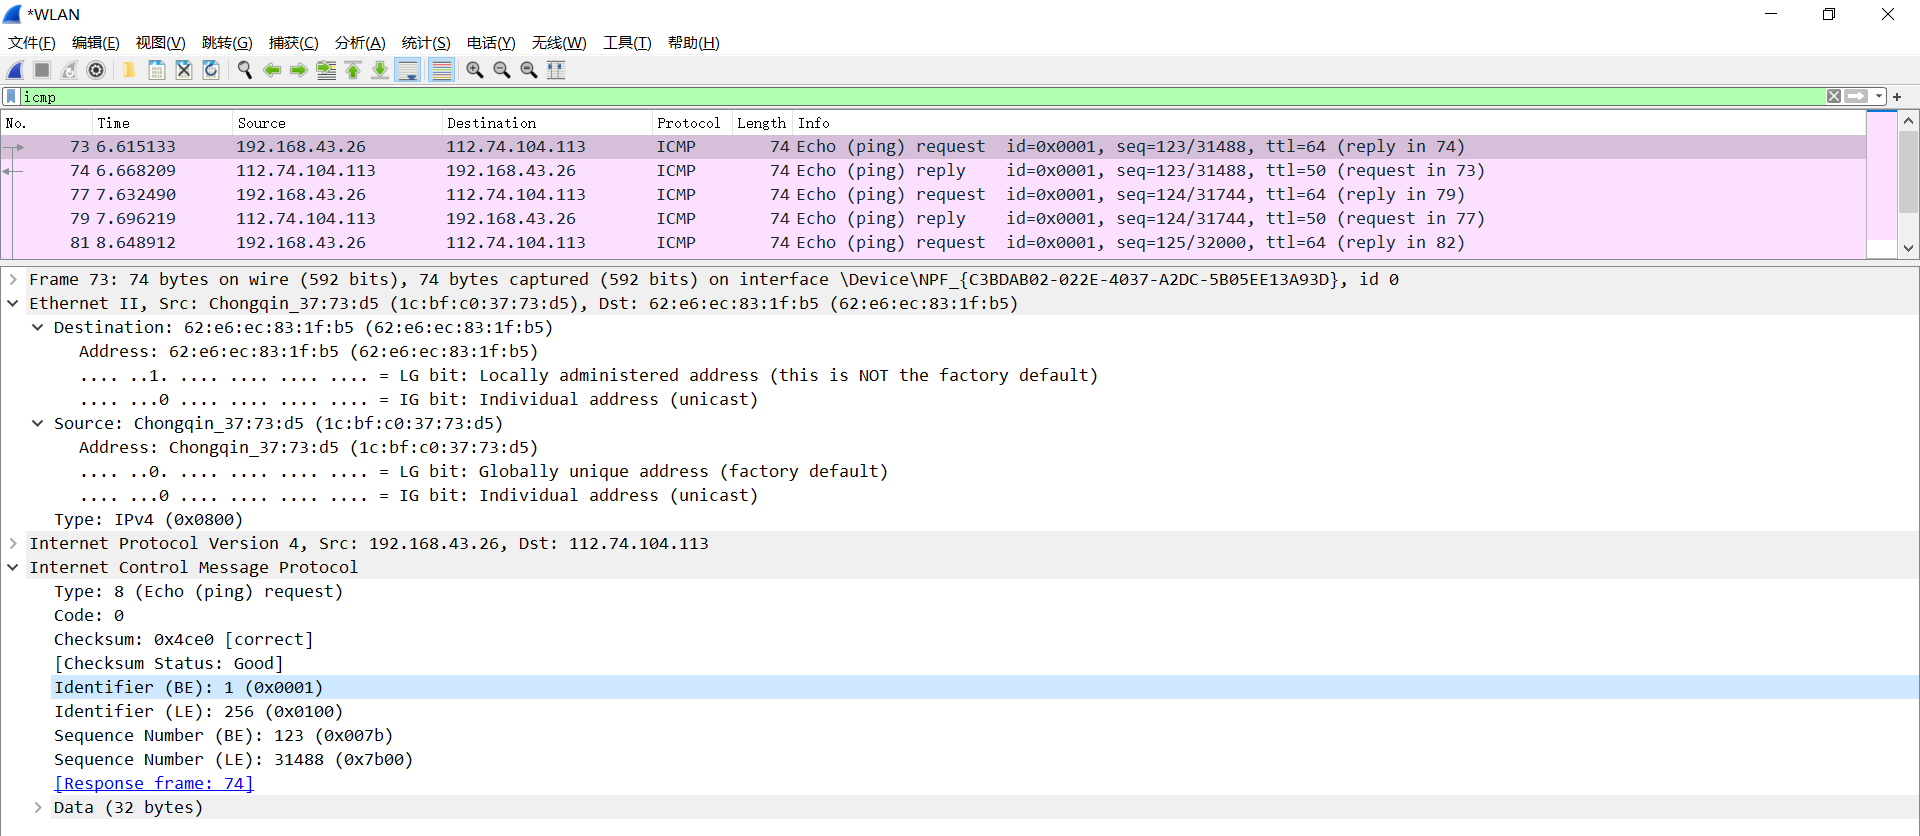 *WLAN
文件(F) 编辑(E) 视图(V) 跳转(G) 捕获(C) 分析(A) 统计(S) 电话(Y) 无线(W) 工具(T) 帮助(H)
icmp
No. Time Source Destination Protocol Length Info
73 6.615133 192.168.43.26 112.74.104.113 ICMP 74 Echo (ping) request id=0x0001, seq=123/31488, ttl=64 (reply in 74)
74 6.668209 112.74.104.113 192.168.43.26 ICMP 74 Echo (ping) reply id=0x0001, seq=123/31488, ttl=50 (request in 73)
77 7.632490 192.168.43.26 112.74.104.113 ICMP 74 Echo (ping) request id=0x0001, seq=124/31744, ttl=64 (reply in 79)
79 7.696219 112.74.104.113 192.168.43.26 ICMP 74 Echo (ping) reply id=0x0001, seq=124/31744, ttl=50 (request in 77)
81 8.648912 192.168.43.26 112.74.104.113 ICMP 74 Echo (ping) request id=0x0001, seq=125/32000, ttl=64 (reply in 82)
Frame 73: 74 bytes on wire (592 bits), 74 bytes captured (592 bits) on interface \Device\NPF_{C3BDAB02-022E-4037-A2DC-5B05EE13A93D}, id 0
Ethernet II, Src: Chongqin_37:73:d5 (1c:bf:c0:37:73:d5), Dst: 62:e6:ec:83:1f:b5 (62:e6:ec:83:1f:b5)
Destination: 62:e6:ec:83:1f:b5 (62:e6:ec:83:1f:b5)
Address: 62:e6:ec:83:1f:b5 (62:e6:ec:83:1f:b5)
.... ..1. .... .... .... .... = LG bit: Locally administered address (this is NOT the factory default)
.... ...0 .... .... .... .... = IG bit: Individual address (unicast)
Source: Chongqin_37:73:d5 (1c:bf:c0:37:73:d5)
Address: Chongqin_37:73:d5 (1c:bf:c0:37:73:d5)
.... ..0. .... .... .... .... = LG bit: Globally unique address (factory default)
.... ...0 .... .... .... .... = IG bit: Individual address (unicast)
Type: IPv4 (0x0800)
Internet Protocol Version 4, Src: 192.168.43.26, Dst: 112.74.104.113
Internet Control Message Protocol
Type: 8 (Echo (ping) request)
Code: 0
Checksum: 0x4ce0 [correct]
[Checksum Status: Good]
Identifier (BE): 1 (0x0001)
Identifier (LE): 256 (0x0100)
Sequence Number (BE): 123 (0x007b)
Sequence Number (LE): 31488 (0x7b00)
[Response frame: 74]
Data (32 bytes)